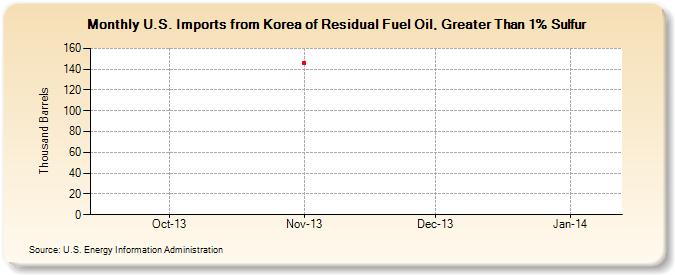 Monthly U.S. Imports from Korea of Residual Fuel Oil, Greater Than 1% Sulfur
Thousand Barrels
160
140
120
100
80
60
40
20
0
Oct-13 Nov-13 Dec-13 Jan-14
Source: U.S. Energy Information Administration